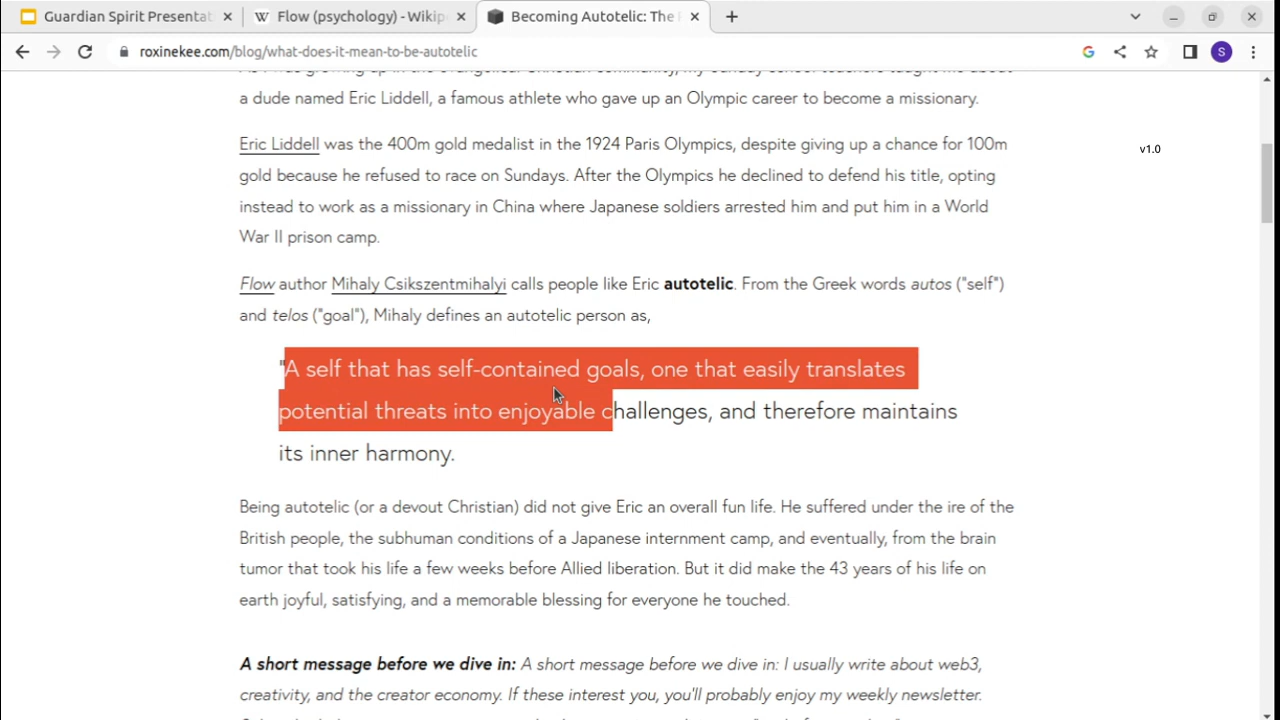 Guardian Spirit Presentat
Flow (psychology) - Wikip
Becoming Autotelic: The
roxinekee.com/blog/what-does-it-mean-to-be-autotelic
S
a dude named Eric Liddell, a famous athlete who gave up an Olympic career to become a missionary.
Eric Liddell was the 400m gold medalist in the 1924 Paris Olympics, despite giving up a chance for 100m
v1.0
gold because he refused to race on Sundays. After the Olympics he declined to defend his title, opting
instead to work as a missionary in China where Japanese soldiers arrested him and put him in a World
War II prison camp.
Flow author Mihaly Csikszentmihalyi calls people like Eric autotelic. From the Greek words autos ("self")
and telos ("goal"), Mihaly defines an autotelic person as,
"A self that has self-contained goals, one that easily translates
potential threats into enjoyable challenges, and therefore maintains
its inner harmony.
Being autotelic (or a devout Christian) did not give Eric an overall fun life. He suffered under the ire of the
British people, the subhuman conditions of a Japanese internment camp, and eventually, from the brain
tumor that took his life a few weeks before Allied liberation. But it did make the 43 years of his life on
earth joyful, satisfying, and a memorable blessing for everyone he touched.
A short message before we dive in: A short message before we dive in: I usually write about web3,
creativity, and the creator economy. If these interest you, you'll probably enjoy my weekly newsletter.